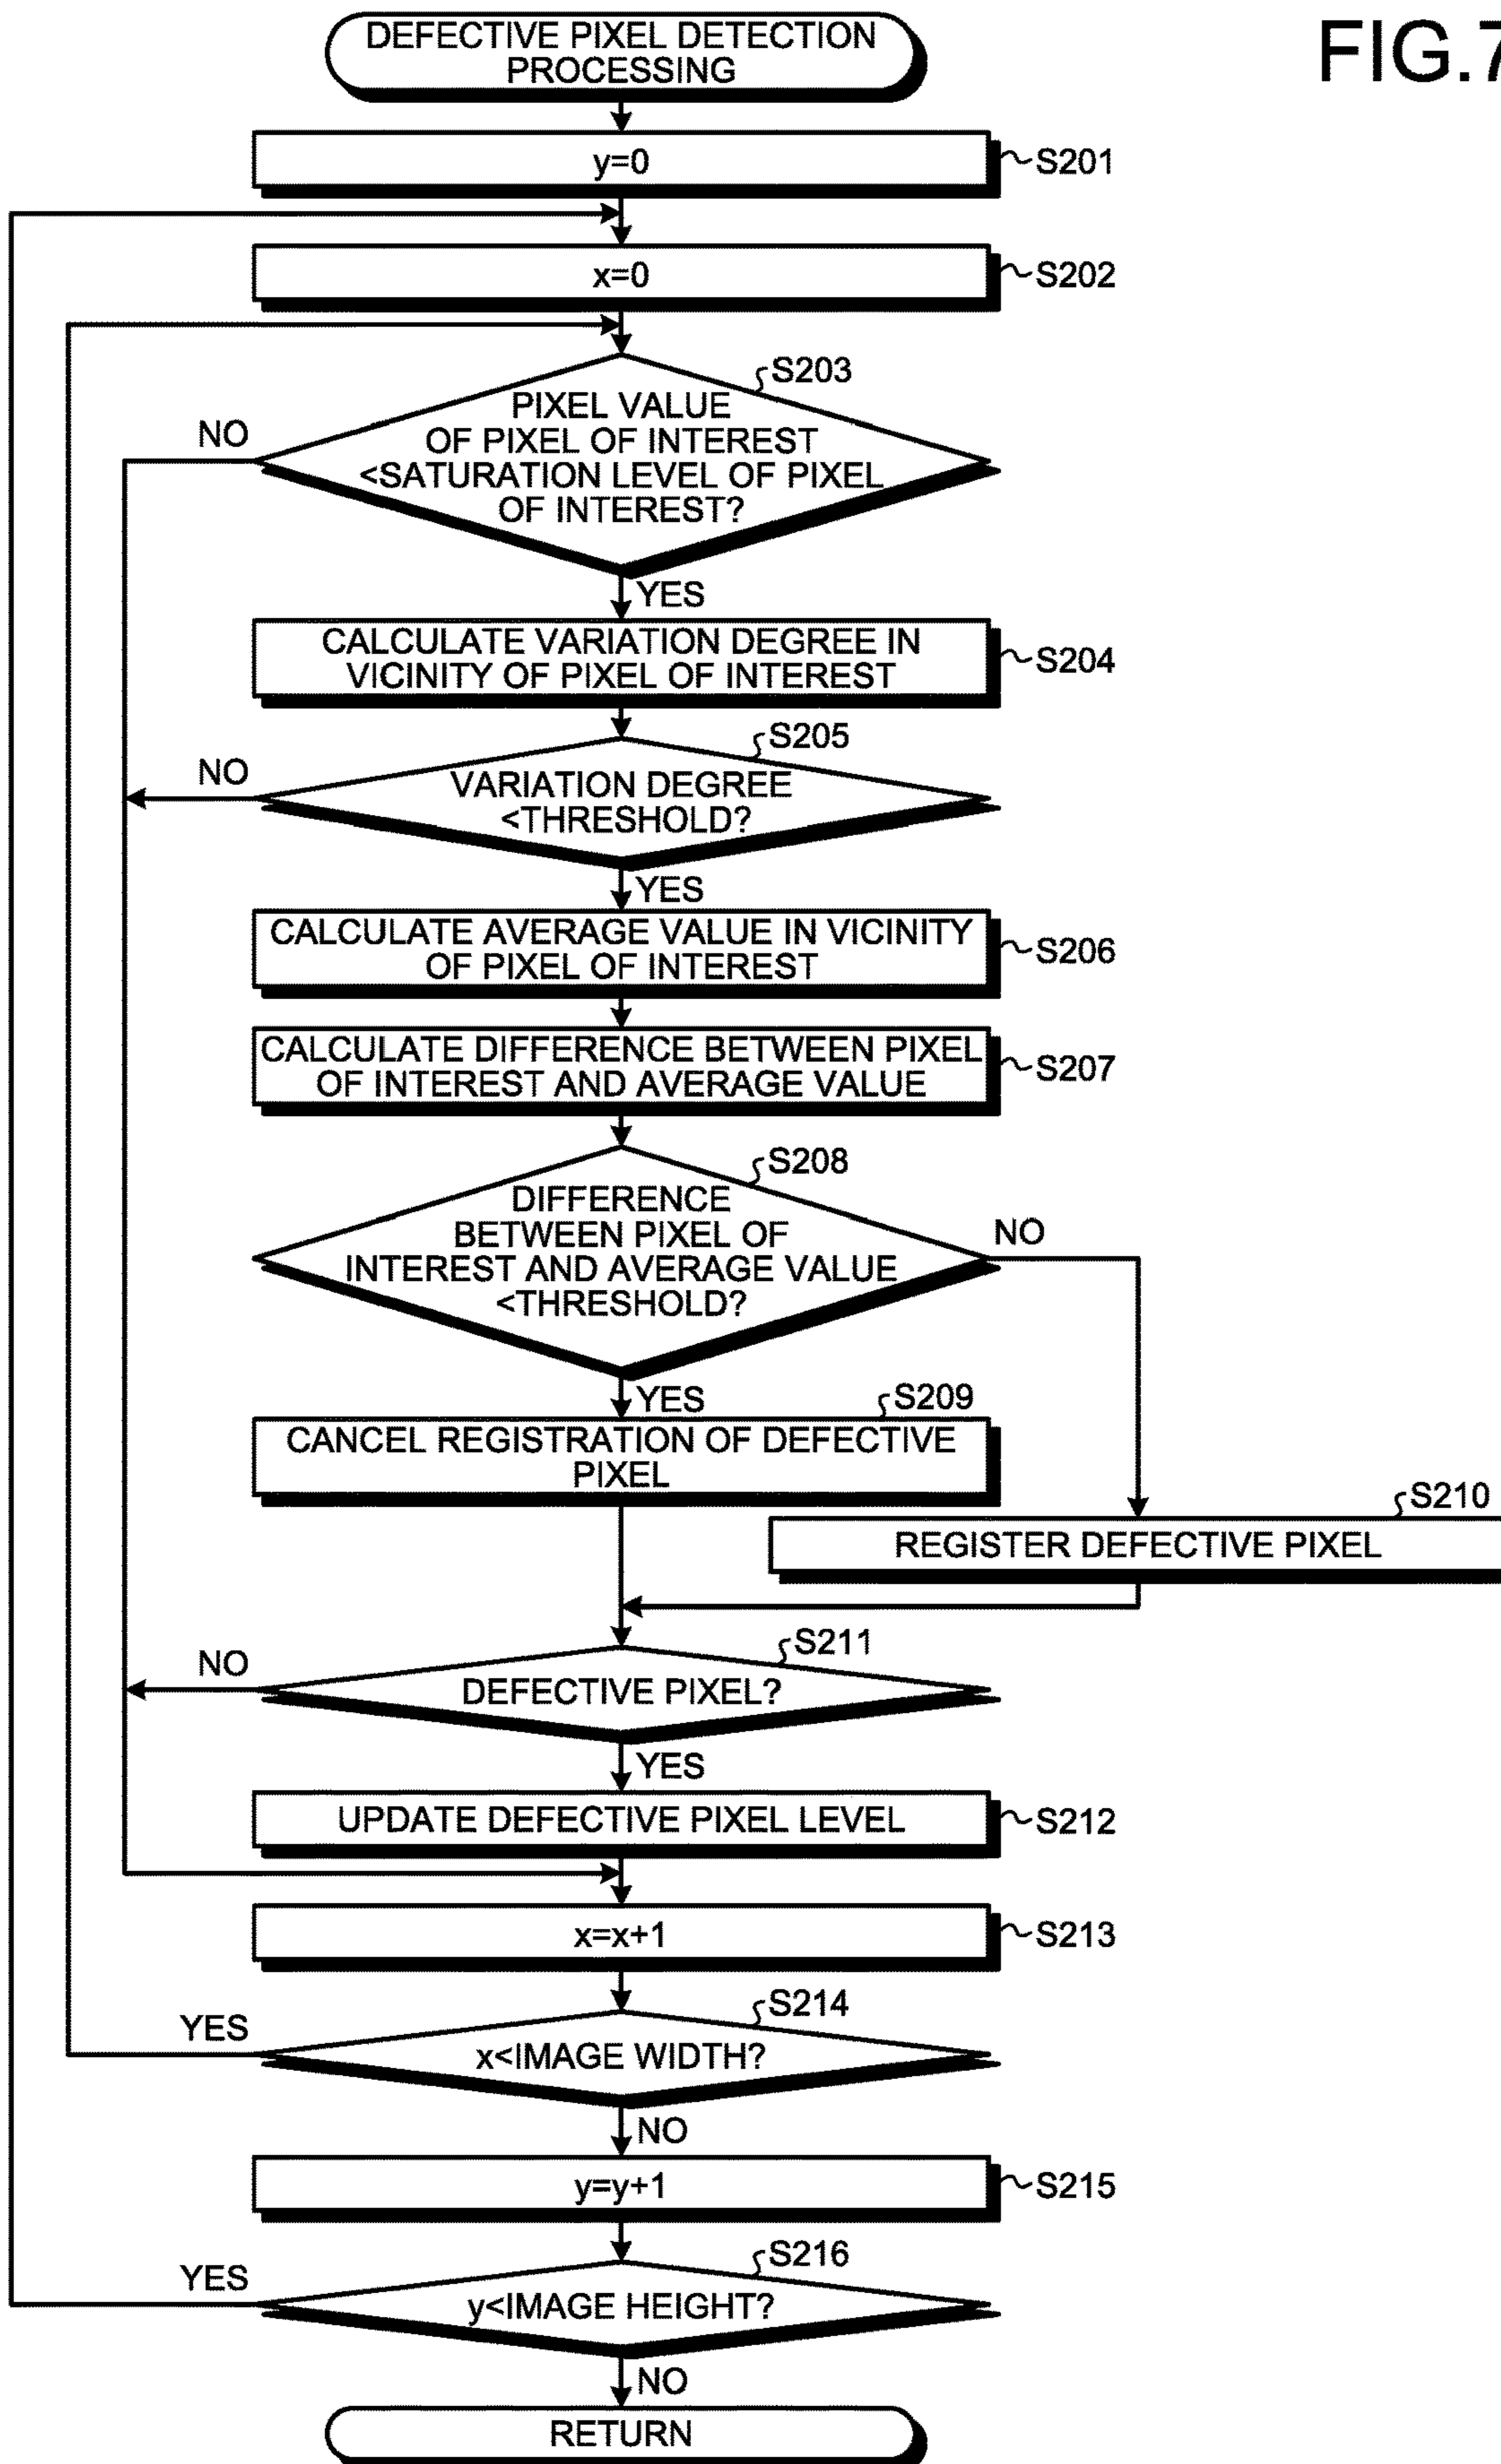 FIG.7
DEFECTIVE PIXEL DETECTION
PROCESSING
y=0
S201
x=0
S202
S203
PIXEL VALUE
OF PIXEL OF INTEREST
<SATURATION LEVEL OF PIXEL
OF INTEREST?
NO
YES
CALCULATE VARIATION DEGREE IN
VICINITY OF PIXEL OF INTEREST
S204
S205
NO
VARIATION DEGREE
<THRESHOLD?
YES
CALCULATE AVERAGE VALUE IN VICINITY
OF PIXEL OF INTEREST
S206
CALCULATE DIFFERENCE BETWEEN PIXEL
OF INTEREST AND AVERAGE VALUE
S207
S208
DIFFERENCE
BETWEEN PIXEL OF
INTEREST AND AVERAGE VALUE
<THRESHOLD?
NO
YES
S209
CANCEL REGISTRATION OF DEFECTIVE
PIXEL
S210
REGISTER DEFECTIVE PIXEL
S211
NO
DEFECTIVE PIXEL?
YES
UPDATE DEFECTIVE PIXEL LEVEL
S212
x=x+1
S213
S214
YES
x<IMAGE WIDTH?
NO
y=y+1
S215
S216
YES
y<IMAGE HEIGHT?
NO
RETURN